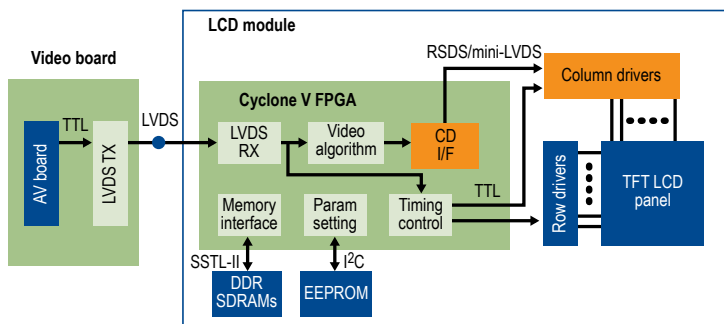 LCD module
Video board
RSDS/mini-LVDS
Column drivers
Cyclone V FPGA
TTL
LVDS
AV board
LVDS TX
LVDS
RX
Video
algorithm
CD
I/F
Memory
interface
Param
setting
Timing
control
TTL
Row drivers
TFT LCD
panel
SSTL-II
I²C
DDR
SDRAMs
EEPROM